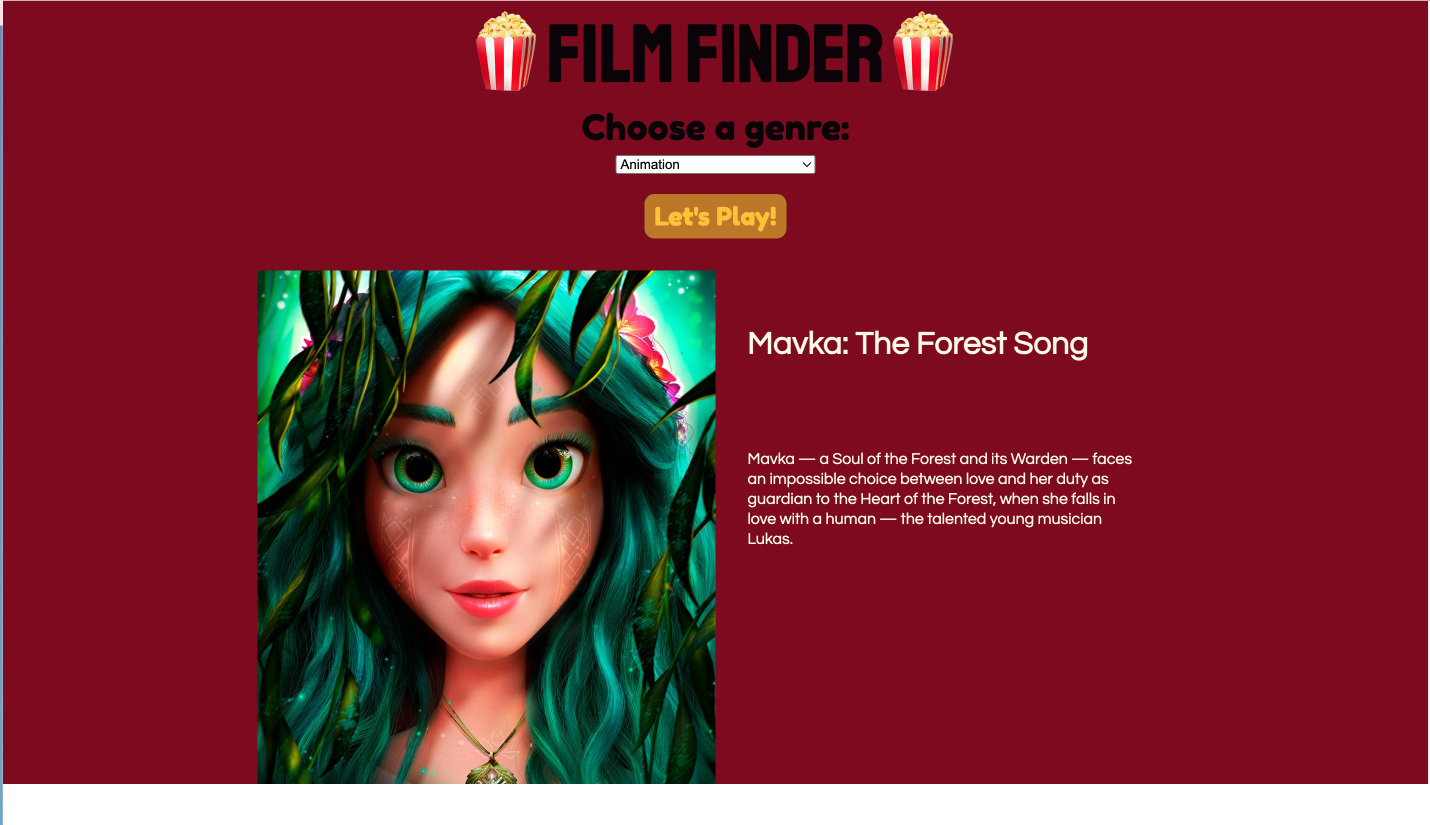 FILM FINDER
Choose a genre:
Animation
Let's Play!
Mavka: The Forest Song
Mavka — a Soul of the Forest and its Warden — faces
an impossible choice between love and her duty as
guardian to the Heart of the Forest, when she falls in
love with a human — the talented young musician
Lukas.